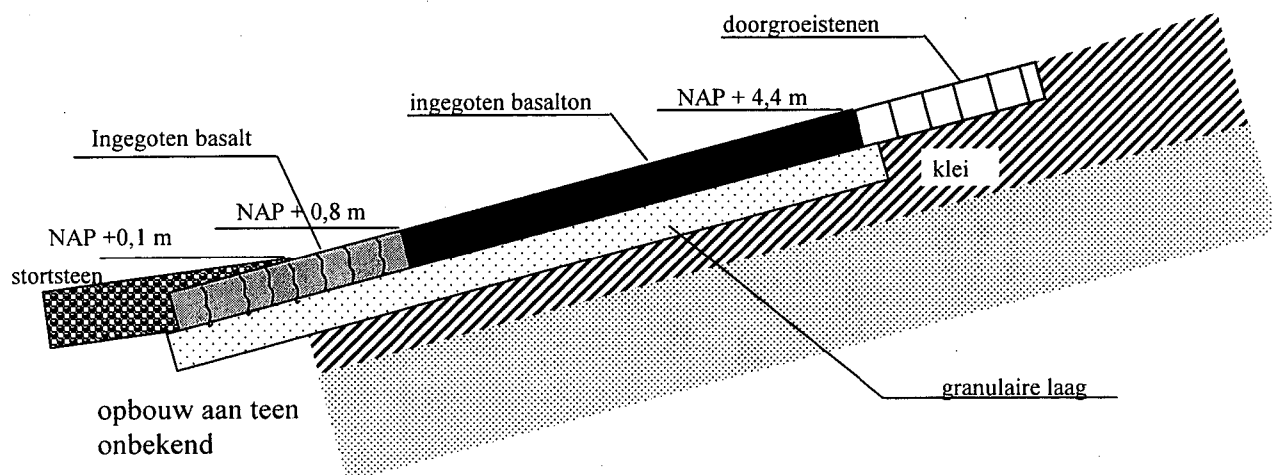 doorgroeistenen
ingegoten basalton
NAP + 4,4 m
Ingegoten basalt
klei
NAP + 0,8 m
NAP +0,1 m
stortsteen
granulaire laag
opbouw aan teen
onbekend